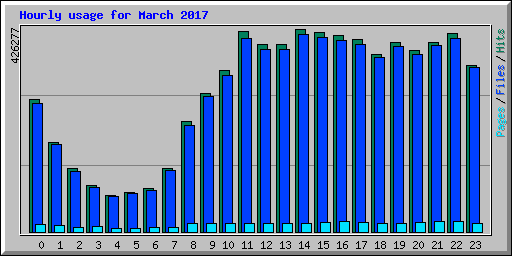 Hourly usage for March 2017
426277
Pages/Files/Hits
0 1 2 3 4 5 6 7 8 9 10 11 12 13 14 15 16 17 18 19 20 21 22 23